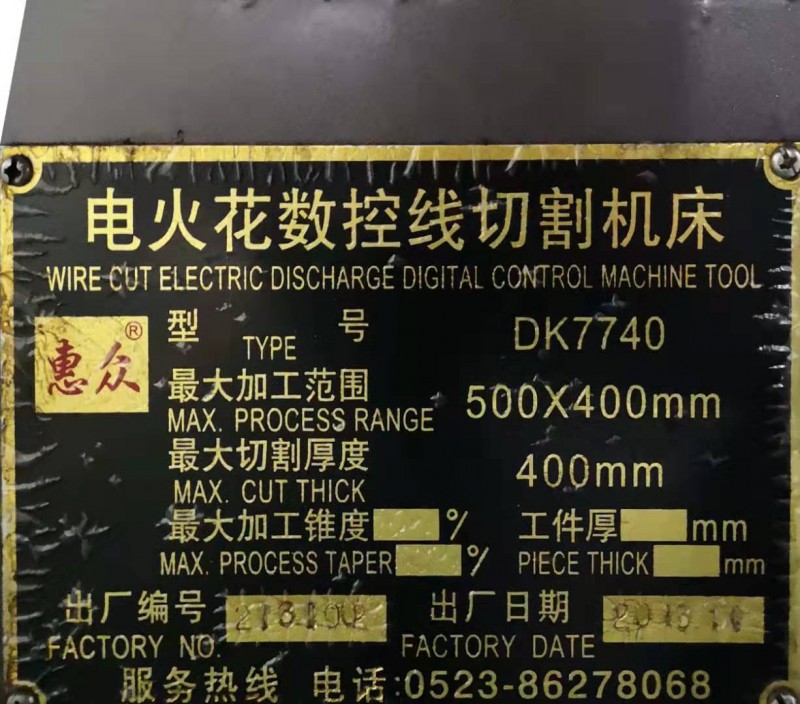 电火花数控线切割机床
WIRE CUT ELECTRIC DISCHARGE DIGITAL CONTROL MACHINE TOOL
惠众®
型 号 DK7740
TYPE
最大加工范围 500X400mm
MAX. PROCESS RANGE
最大切割厚度 400mm
MAX. CUT THICK
最大加工锥度 % 工件厚 mm
MAX. PROCESS TAPER % PIECE THICK mm
出厂编号 出厂日期
FACTORY NO. FACTORY DATE
服务热线 电话:0523-86278068